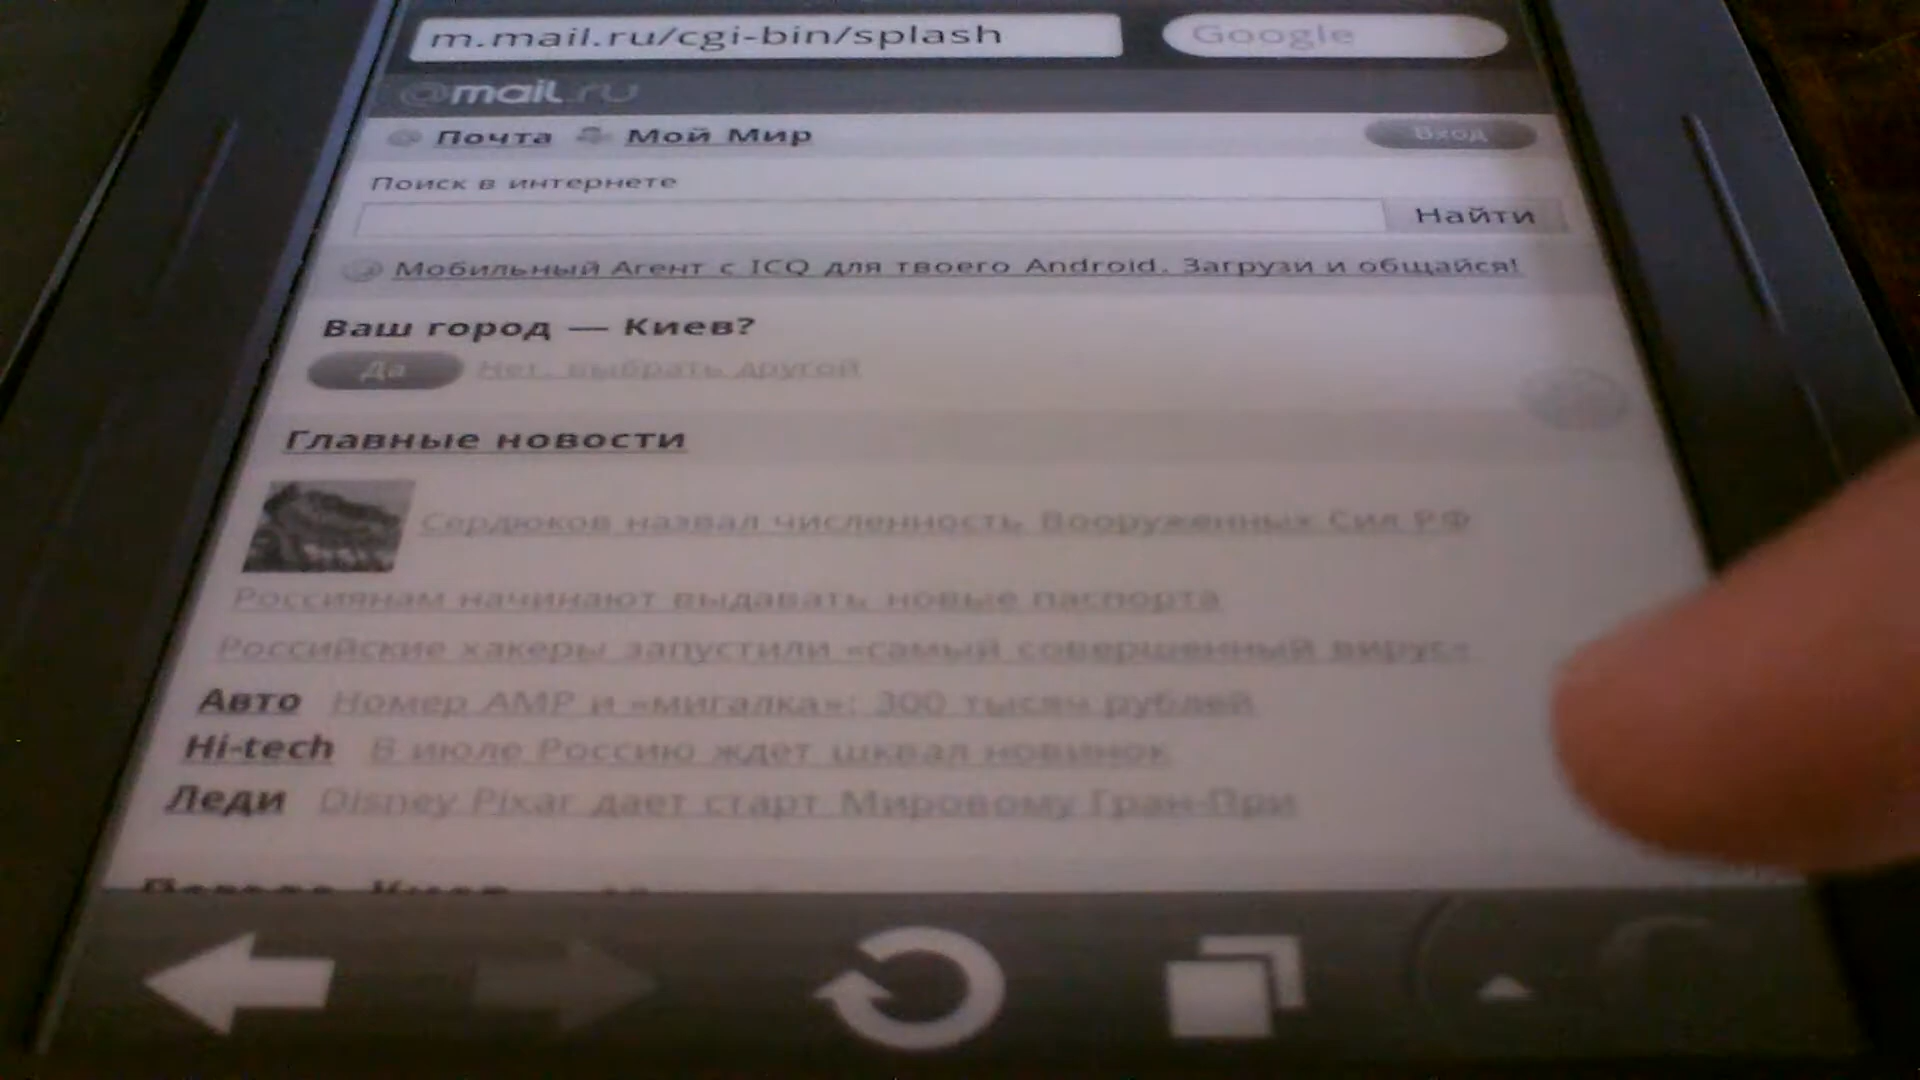 m.mail.ru/cgi-bin/splash Google
@mail.ru
Почта Мой Мир Вход
Поиск в интернете
Найти
Мобильный Агент с ICQ для твоего Android. Загрузи и общайся!
Ваш город — Киев?
Да Нет, выбрать другой
Главные новости
Сердюков назвал численность Вооруженных Сил РФ
Россиянам начинают выдавать новые паспорта
Российские хакеры запустили «самый совершенный вирус»
Авто Номер АМР и «мигалка»: 300 тысяч рублей
Hi-tech В июле Россию ждет шквал новинок
Леди Disney Pixar дает старт Мировому Гран-При